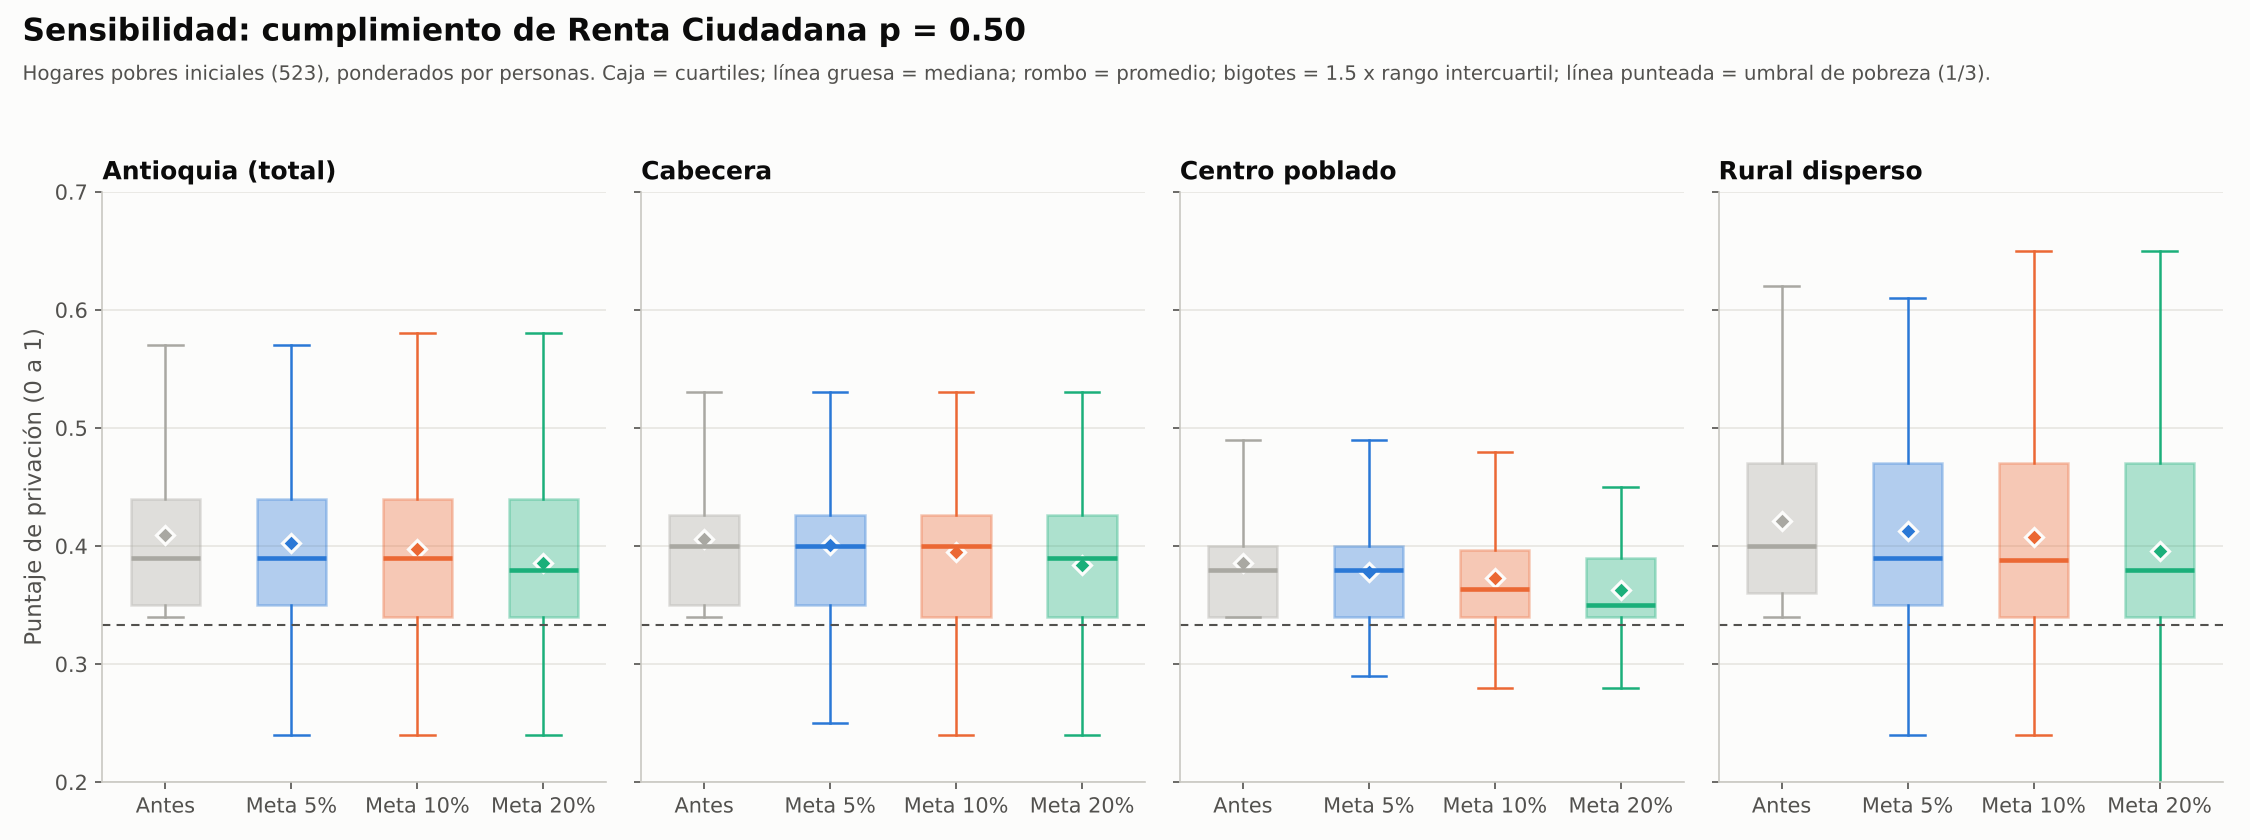 Sensibilidad: cumplimiento de Renta Ciudadana p = 0.50
Hogares pobres iniciales (523), ponderados por personas. Caja = cuartiles; línea gruesa = mediana; rombo = promedio; bigotes = 1.5 x rango intercuartil; línea punteada = umbral de pobreza (1/3).
Antioquia (total)
Cabecera
Centro poblado
Rural disperso
Puntaje de privación (0 a 1)
0.7
0.6
0.5
0.4
0.3
0.2
Antes Meta 5% Meta 10% Meta 20%
Antes Meta 5% Meta 10% Meta 20%
Antes Meta 5% Meta 10% Meta 20%
Antes Meta 5% Meta 10% Meta 20%